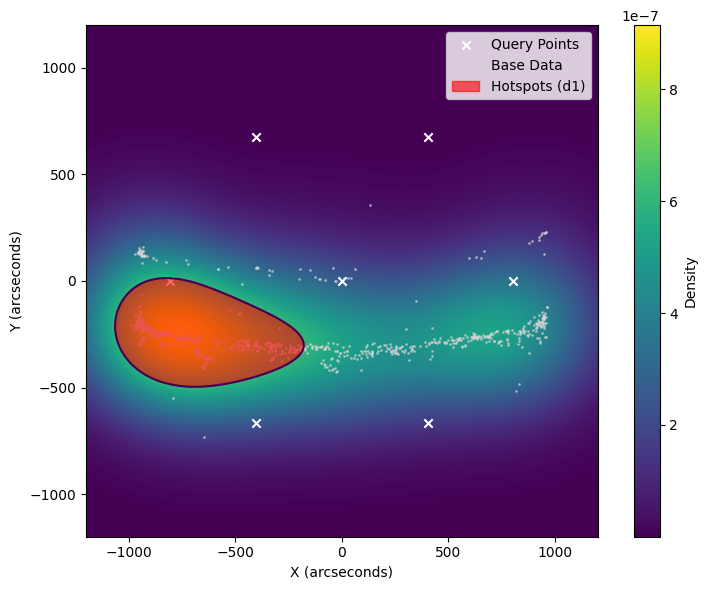 1e−7
Query Points
Base Data
Hotspots (d1)
1000
500
0
−500
−1000
Y (arcseconds)
−1000
−500
0
500
1000
X (arcseconds)
8
6
4
2
Density